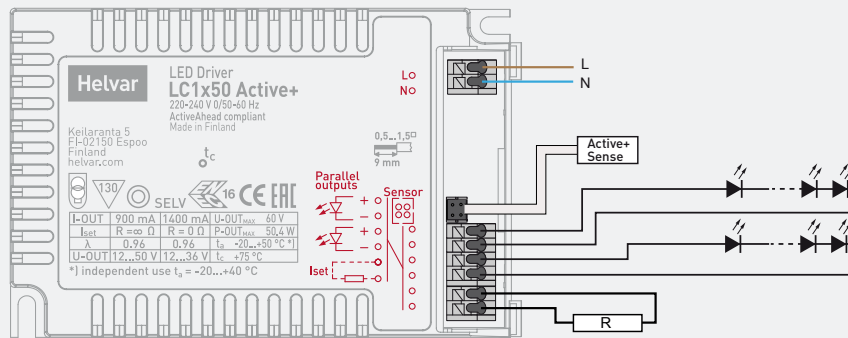 Helvar
LED Driver
LC1x50 Active+
220-240 V 0/50-60 Hz
ActiveAhead compliant
Made in Finland
L
N
L
N
Keilaranta 5
FI-02150 Espoo
Finland
helvar.com
tc
0,5...1,5
9 mm
Active+
Sense
130
SELV
16
CE EAC
Parallel
outputs
Sensor
+
-
+
-
Iset
I-OUT 900 mA 1400 mA U-OUTMAX 60 V
Iset R =∞ Ω R = 0 Ω P-OUTMAX 50,4 W
λ 0.96 0.96 ta -20...+50 °C *)
U-OUT 12...50 V 12...36 V tc +75 °C
*) independent use ta = -20...+40 °C
R